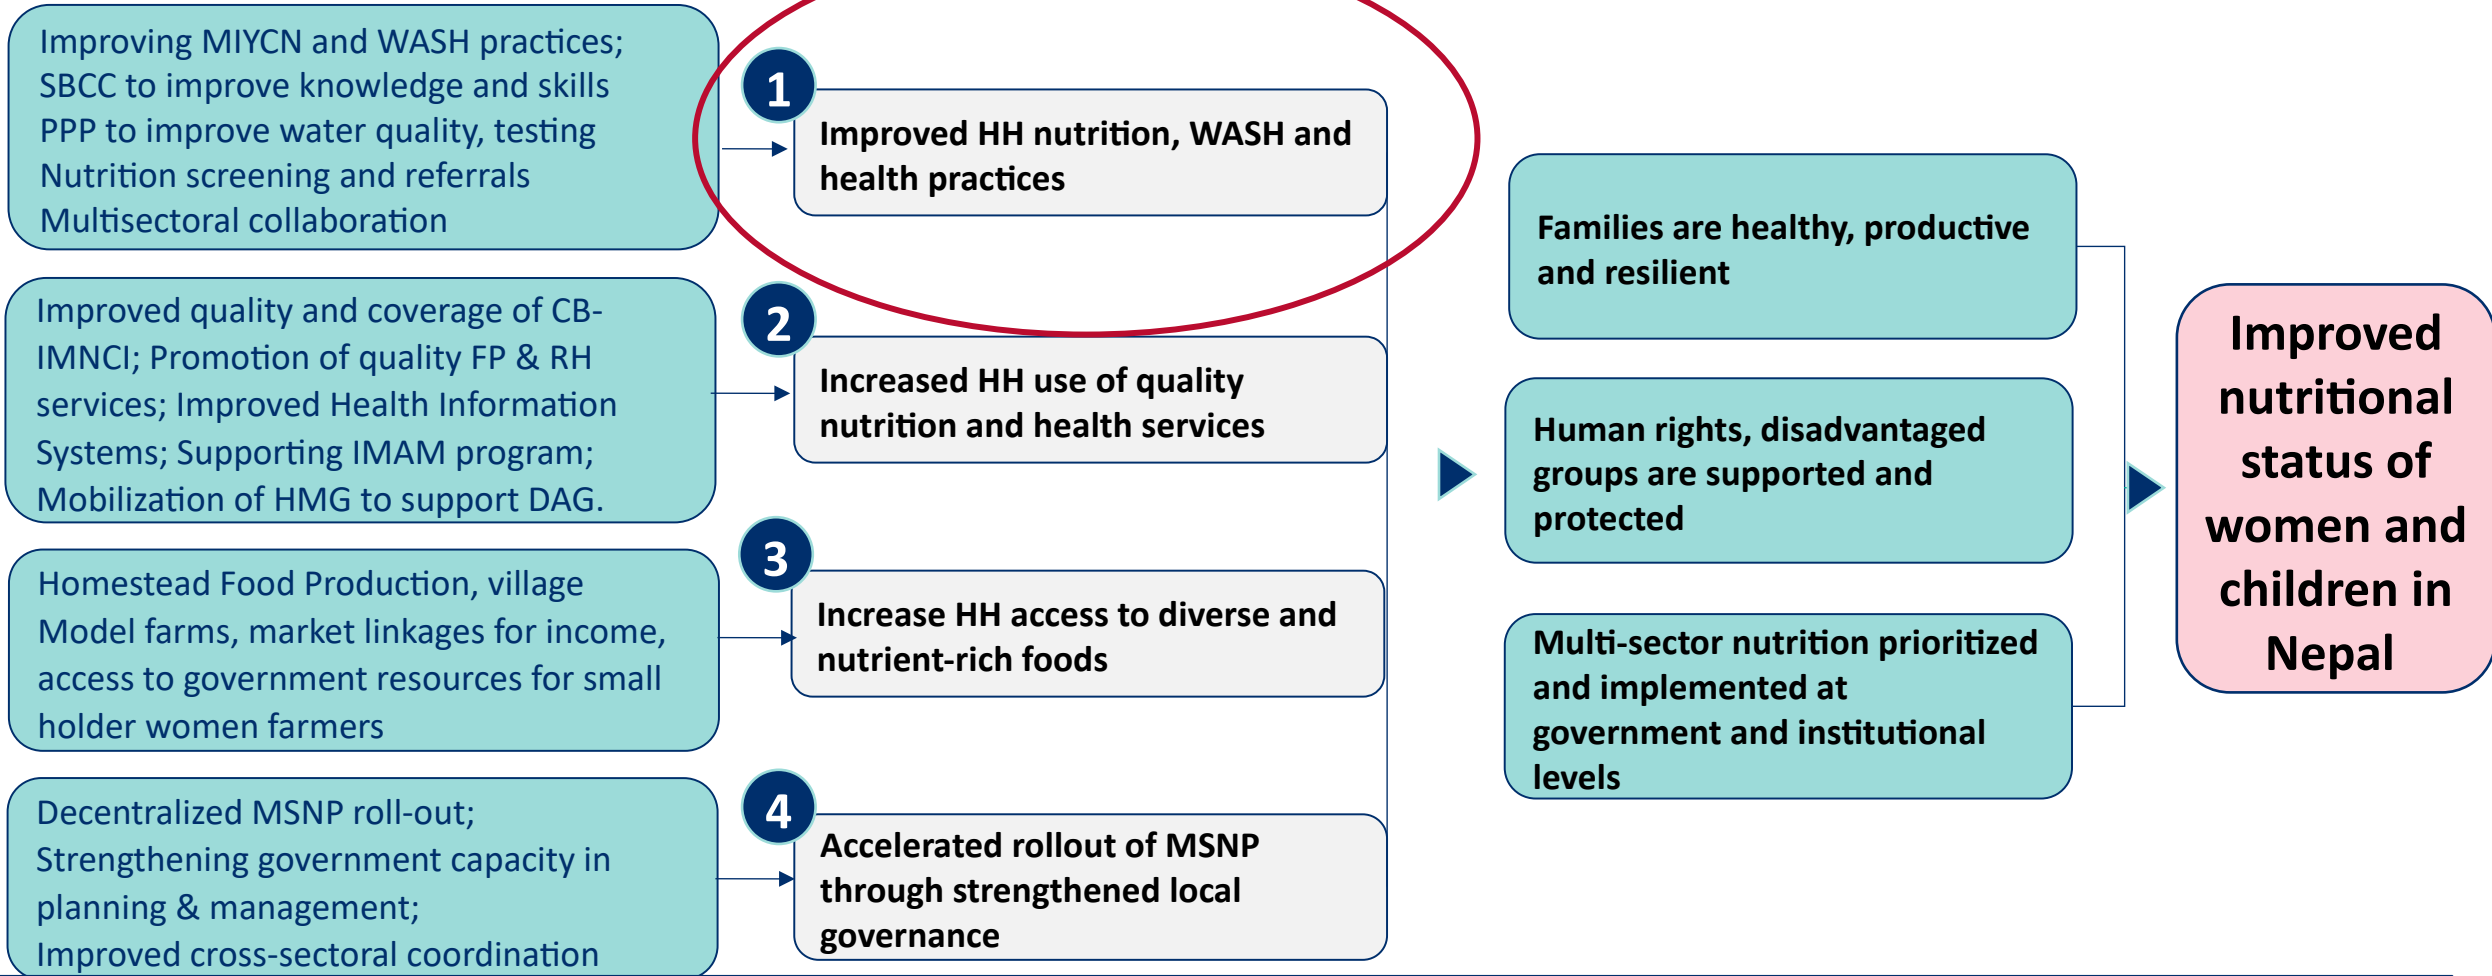 Improving MIYCN and WASH practices;
SBCC to improve knowledge and skills
PPP to improve water quality, testing
Nutrition screening and referrals
Multisectoral collaboration
1
Improved HH nutrition, WASH and
health practices
Improved quality and coverage of CB-
IMNCI; Promotion of quality FP & RH
services; Improved Health Information
Systems; Supporting IMAM program;
Mobilization of HMG to support DAG.
2
Increased HH use of quality
nutrition and health services
Homestead Food Production, village
Model farms, market linkages for income,
access to government resources for small
holder women farmers
3
Increase HH access to diverse and
nutrient-rich foods
Decentralized MSNP roll-out;
Strengthening government capacity in
planning & management;
Improved cross-sectoral coordination
4
Accelerated rollout of MSNP
through strengthened local
governance
Families are healthy, productive
and resilient
Human rights, disadvantaged
groups are supported and
protected
Multi-sector nutrition prioritized
and implemented at
government and institutional
levels
Improved
nutritional
status of
women and
children in
Nepal